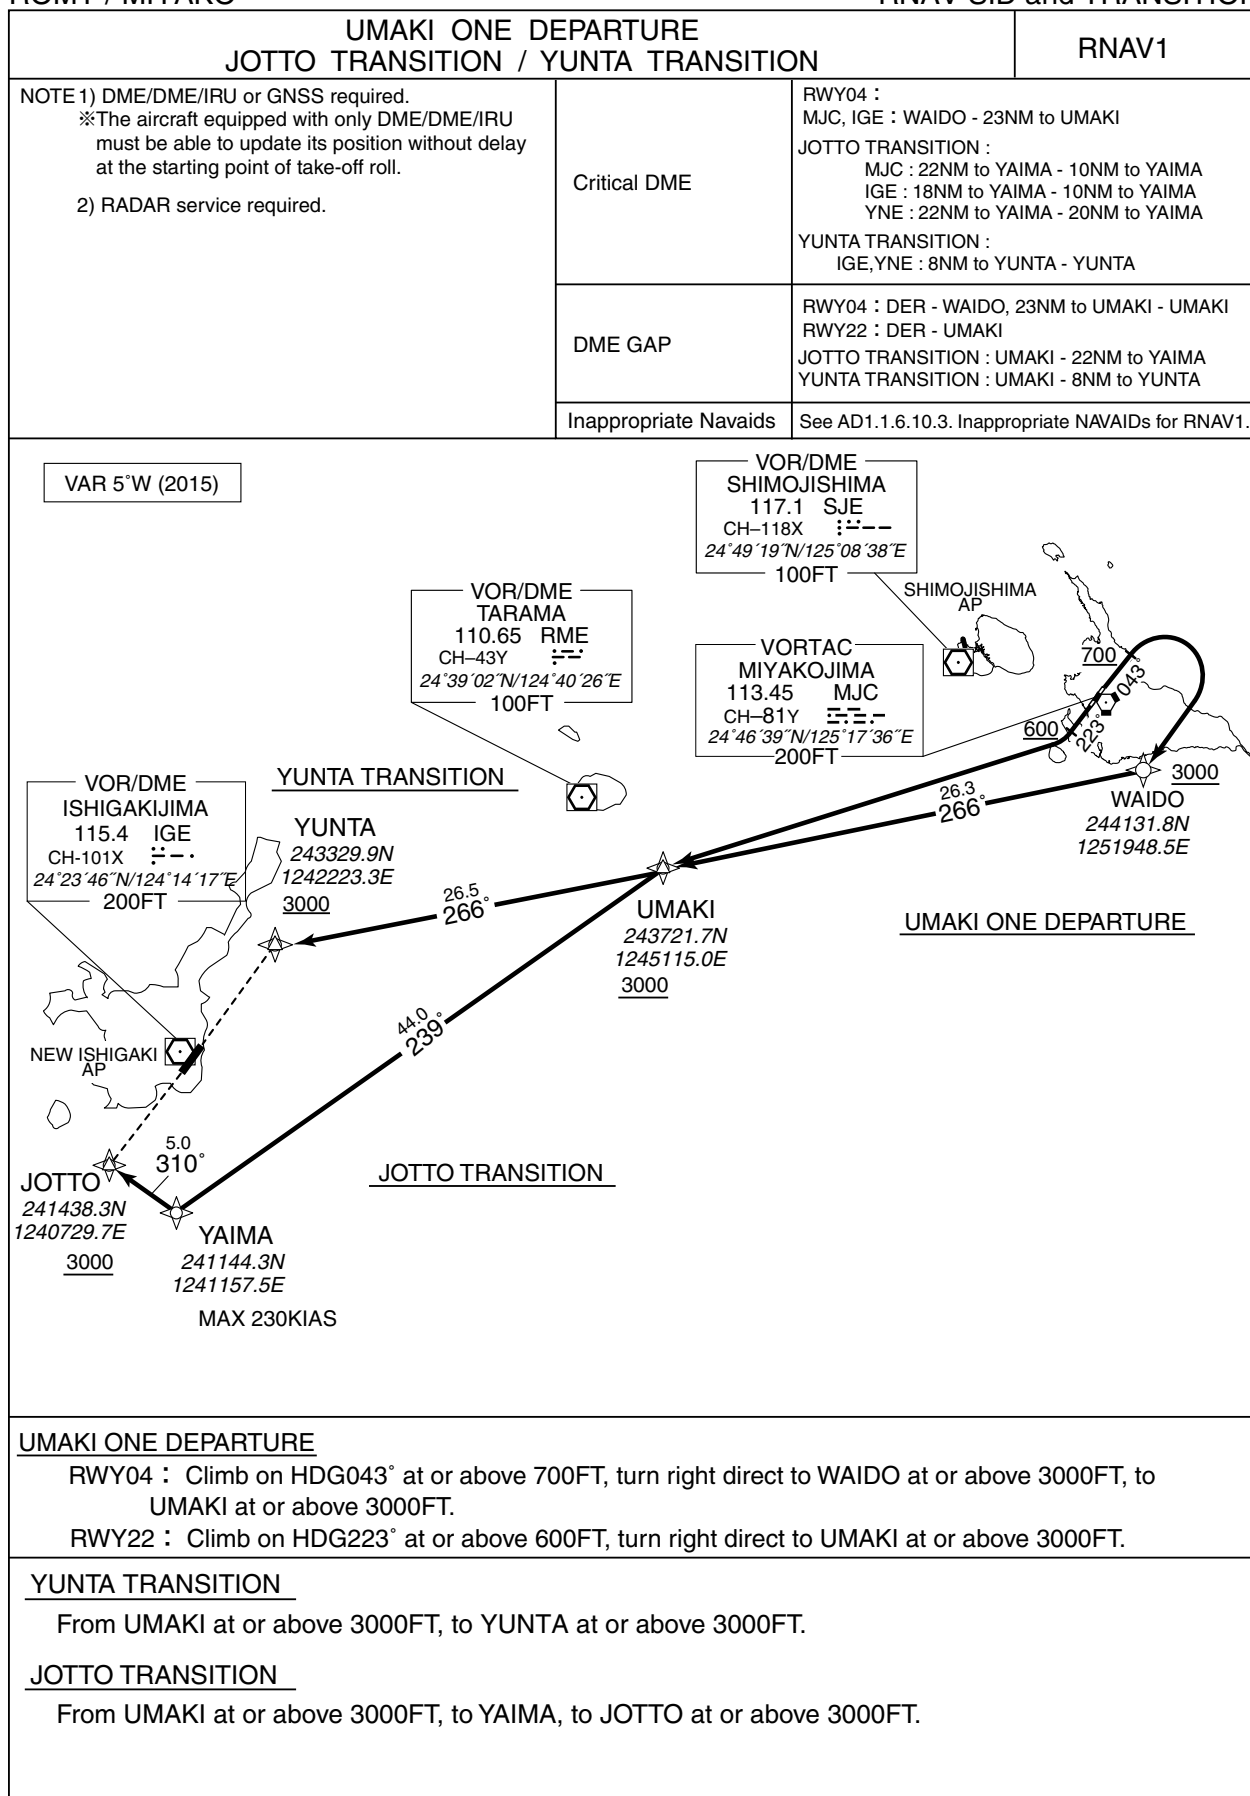 UMAKI ONE DEPARTURE
JOTTO TRANSITION / YUNTA TRANSITION
RNAV1
NOTE 1) DME/DME/IRU or GNSS required.
※The aircraft equipped with only DME/DME/IRU
must be able to update its position without delay
at the starting point of take-off roll.
2) RADAR service required.
Critical DME
RWY04 :
MJC, IGE : WAIDO - 23NM to UMAKI
JOTTO TRANSITION :
MJC : 22NM to YAIMA - 10NM to YAIMA
IGE : 18NM to YAIMA - 10NM to YAIMA
YNE : 22NM to YAIMA - 20NM to YAIMA
YUNTA TRANSITION :
IGE,YNE : 8NM to YUNTA - YUNTA
DME GAP
RWY04 : DER - WAIDO, 23NM to UMAKI - UMAKI
RWY22 : DER - UMAKI
JOTTO TRANSITION : UMAKI - 22NM to YAIMA
YUNTA TRANSITION : UMAKI - 8NM to YUNTA
Inappropriate Navaids
See AD1.1.6.10.3. Inappropriate NAVAIDs for RNAV1.
VAR 5˚W (2015)
VOR/DME
SHIMOJISHIMA
117.1 SJE
CH–118X
24˚49´19˝N/125˚08´38˝E
100FT
SHIMOJISHIMA
AP
VOR/DME
TARAMA
110.65 RME
CH–43Y
24˚39´02˝N/124˚40´26˝E
100FT
VORTAC
MIYAKOJIMA
113.45 MJC
CH–81Y
24˚46´39˝N/125˚17´36˝E
200FT
700
043˚
600
223˚
3000
WAIDO
244131.8N
1251948.5E
26.3
266˚
YUNTA TRANSITION
VOR/DME
ISHIGAKIJIMA
115.4 IGE
CH-101X
24˚23´46˝N/124˚14´17˝E
200FT
YUNTA
243329.9N
1242223.3E
3000
26.5
266˚
UMAKI
243721.7N
1245115.0E
3000
UMAKI ONE DEPARTURE
44.0
239˚
NEW ISHIGAKI
AP
5.0
310˚
JOTTO TRANSITION
JOTTO
241438.3N
1240729.7E
3000
YAIMA
241144.3N
1241157.5E
MAX 230KIAS
UMAKI ONE DEPARTURE
RWY04 : Climb on HDG043˚ at or above 700FT, turn right direct to WAIDO at or above 3000FT, to
UMAKI at or above 3000FT.
RWY22 : Climb on HDG223˚ at or above 600FT, turn right direct to UMAKI at or above 3000FT.
YUNTA TRANSITION
From UMAKI at or above 3000FT, to YUNTA at or above 3000FT.
JOTTO TRANSITION
From UMAKI at or above 3000FT, to YAIMA, to JOTTO at or above 3000FT.